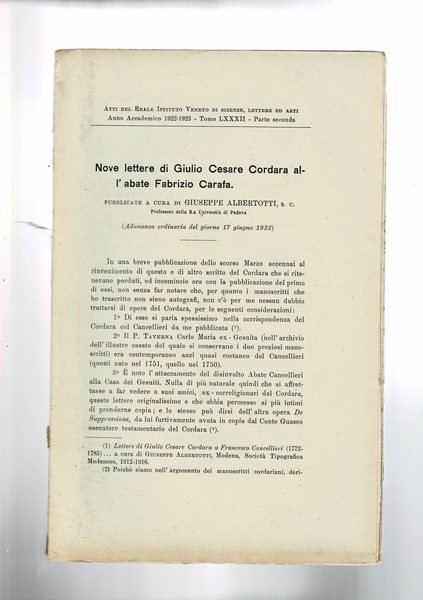 ATTI DEL REALE ISTITUTO VENETO DI SCIENZE, LETTERE ED ARTI
Anno Accademico 1922-1923 - Tomo LXXXII - Parte seconda
Nove lettere di Giulio Cesare Cordara al-
l'abate Fabrizio Carafa.
PUBBLICATE A CURA DI GIUSEPPE ALBERTOTTI, S. C.
Professore della R.a Università di Padova
(Adunanza ordinaria del giorno 17 giugno 1923)
In una breve pubblicazione dello scorso Marzo accennai al
rinvenimento di questo e di altro scritto del Cordara che si rite-
nevano perduti, ed incomincio ora con la pubblicazione del primo
di essi, non senza far notare che, per quanto i manoscritti che
ho trascritto non sieno autografi, non c'è per me nessun dubbio
trattarsi di opere del Cordara, per le seguenti considerazioni:
1º Di esse si parla spessissimo nella corrispondenza del
Cordara col Cancellieri da me pubblicata (¹).
2º Il P. TAVERNA Carlo Maria ex-Gesuita (nell'archivio
dell'illustre casato del quale si conservano i due preziosi mano-
scritti) era contemporaneo anzi quasi coetaneo del Cancellieri
(questi nato nel 1751, quello nel 1750).
3º È noto l'attaccamento del disinvolto Abate Cancellieri
alla Casa dei Gesuiti. Nulla di più naturale quindi che si affret-
tasse a far vedere a suoi amici, ex-correligionari del Cordara,
queste lettere originalissime e che abbia permesso ai più intimi
di prenderne copia; e lo stesso può dirsi dell'altra opera De
Suppressione, da lui furtivamente avuta in copia dal Conte Guasco
esecutore testamentario del Cordara (²).
(1) Lettere di Giulio Cesare Cordara a Francesco Cancellieri (1772-
1785)... a cura di GIUSEPPE ALBERTOTTI, Modena, Società Tipografica
Modenese, 1912-1916.
(2) Poichè siamo nell'argomento dei manoscritti cordariani, deri-